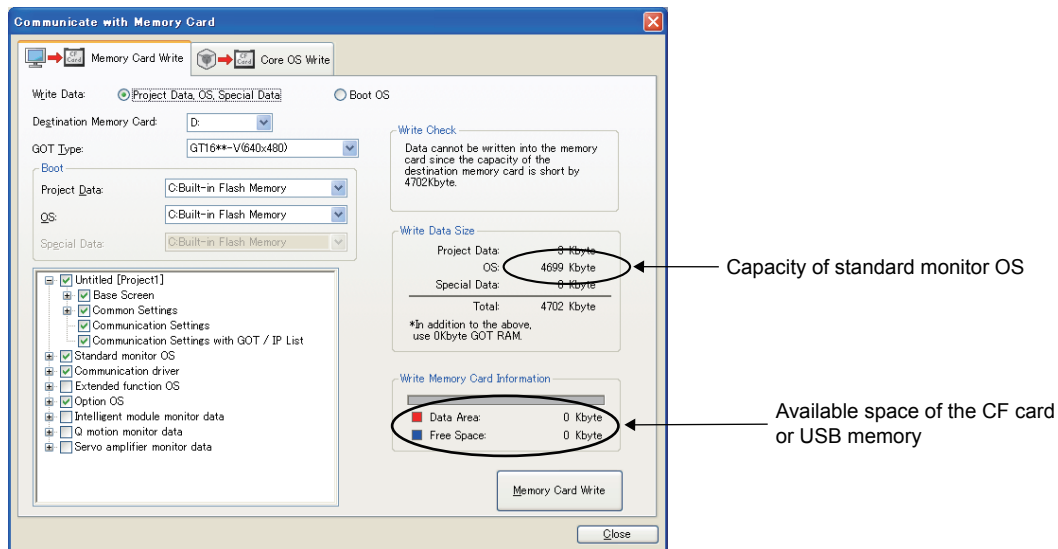 Communicate with Memory Card
CF Card Memory Card Write
CF Card Core OS Write
Write Data: Project Data, OS, Special Data Boot OS
Destination Memory Card: D:
GOT Type: GT16**-V(640x480)
Boot
Project Data: C:Built-in Flash Memory
OS: C:Built-in Flash Memory
Special Data: C:Built-in Flash Memory
Untitled [Project1]
Base Screen
Common Settings
Communication Settings
Communication Settings with GOT / IP List
Standard monitor OS
Communication driver
Extended function OS
Option OS
Intelligent module monitor data
Q motion monitor data
Servo amplifier monitor data
Write Check
Data cannot be written into the memory
card since the capacity of the
destination memory card is short by
4702Kbyte.
Write Data Size
Project Data: Kbyte
OS: 4699 Kbyte
Special Data: Kbyte
Total: 4702 Kbyte
*In addition to the above,
use 0Kbyte GOT RAM.
Write Memory Card Information
Data Area: 0 Kbyte
Free Space: 0 Kbyte
Memory Card Write
Close
Capacity of standard monitor OS
Available space of the CF card
or USB memory